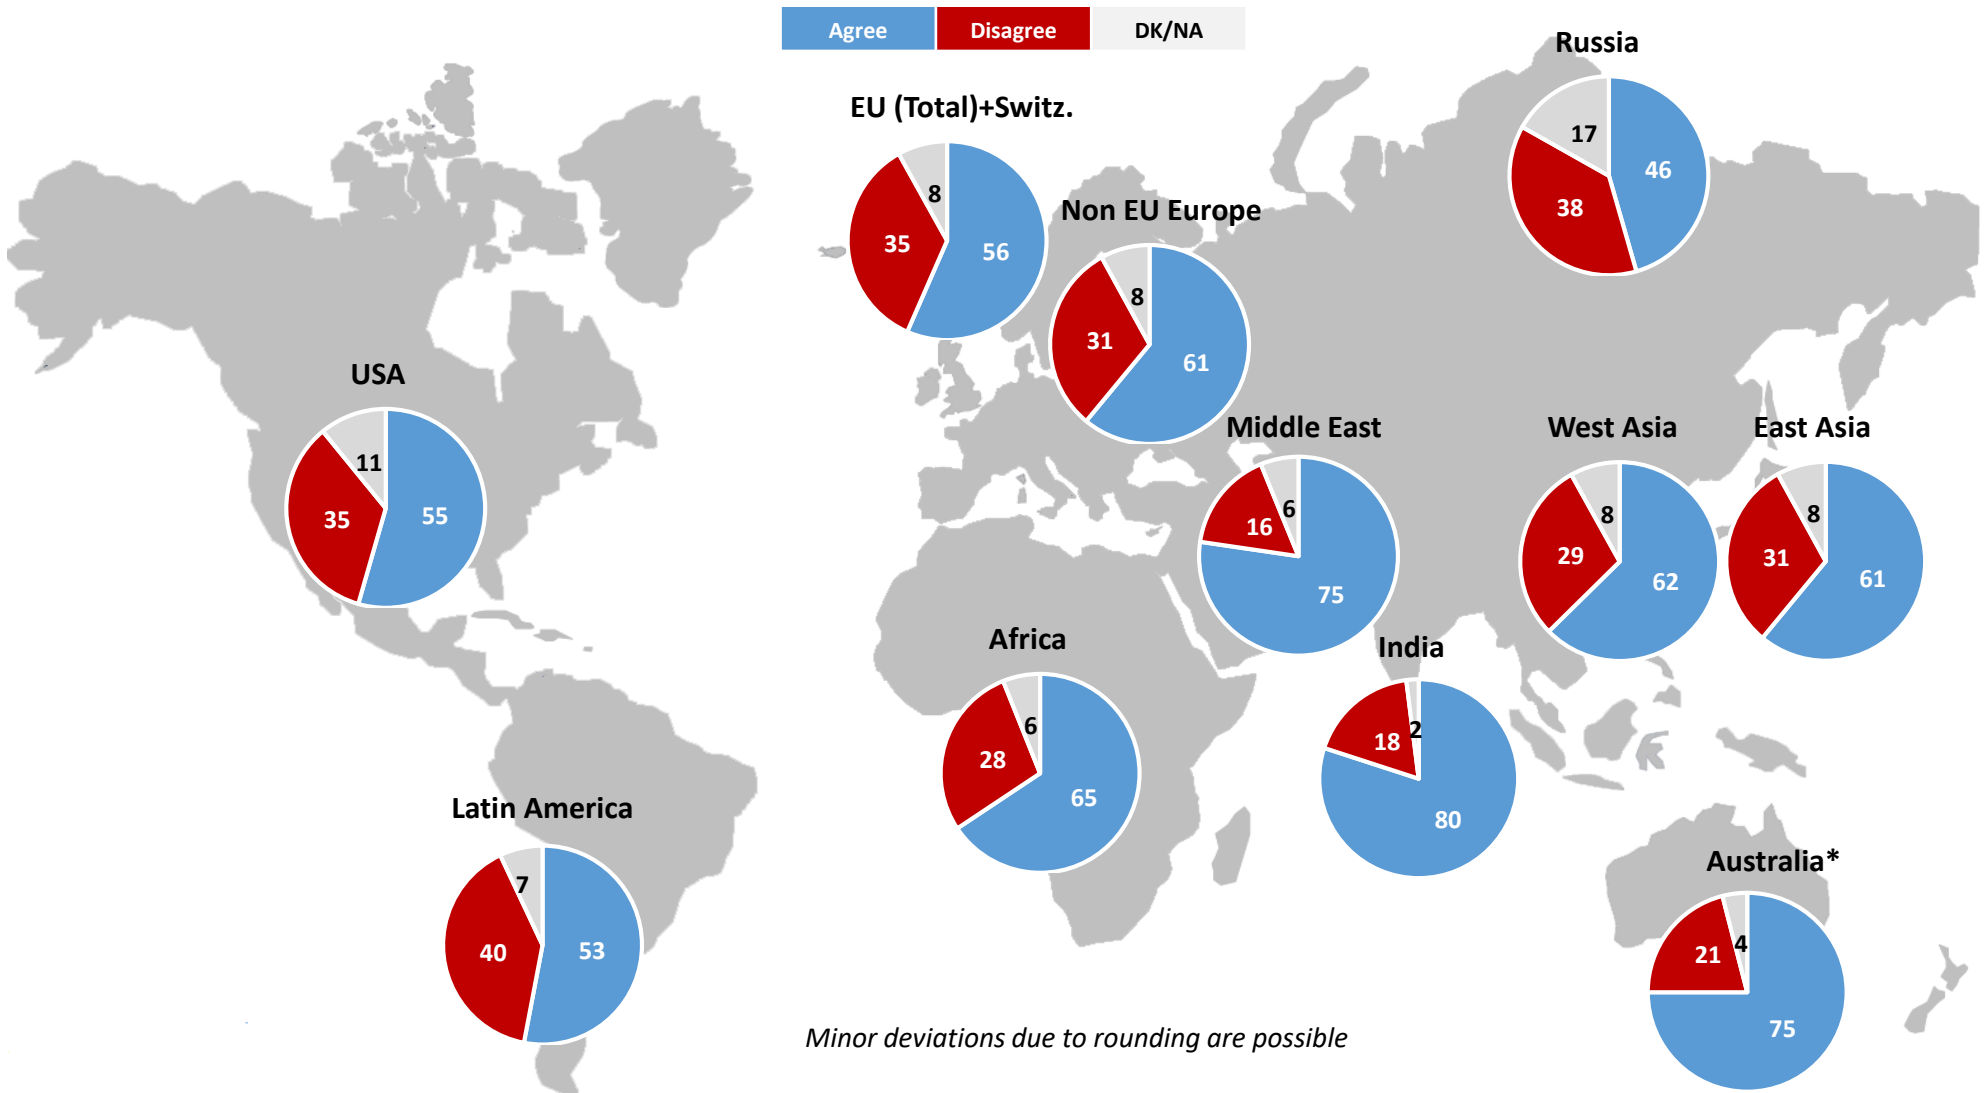 Agree Disagree DK/NA
Russia
17
46
38
EU (Total)+Switz.
8
35
56
Non EU Europe
8
31
61
USA
11
35
55
Middle East
6
16
75
West Asia
8
29
62
East Asia
8
31
61
Africa
6
28
65
India
2
18
80
Latin America
7
40
53
Australia*
4
21
75
Minor deviations due to rounding are possible